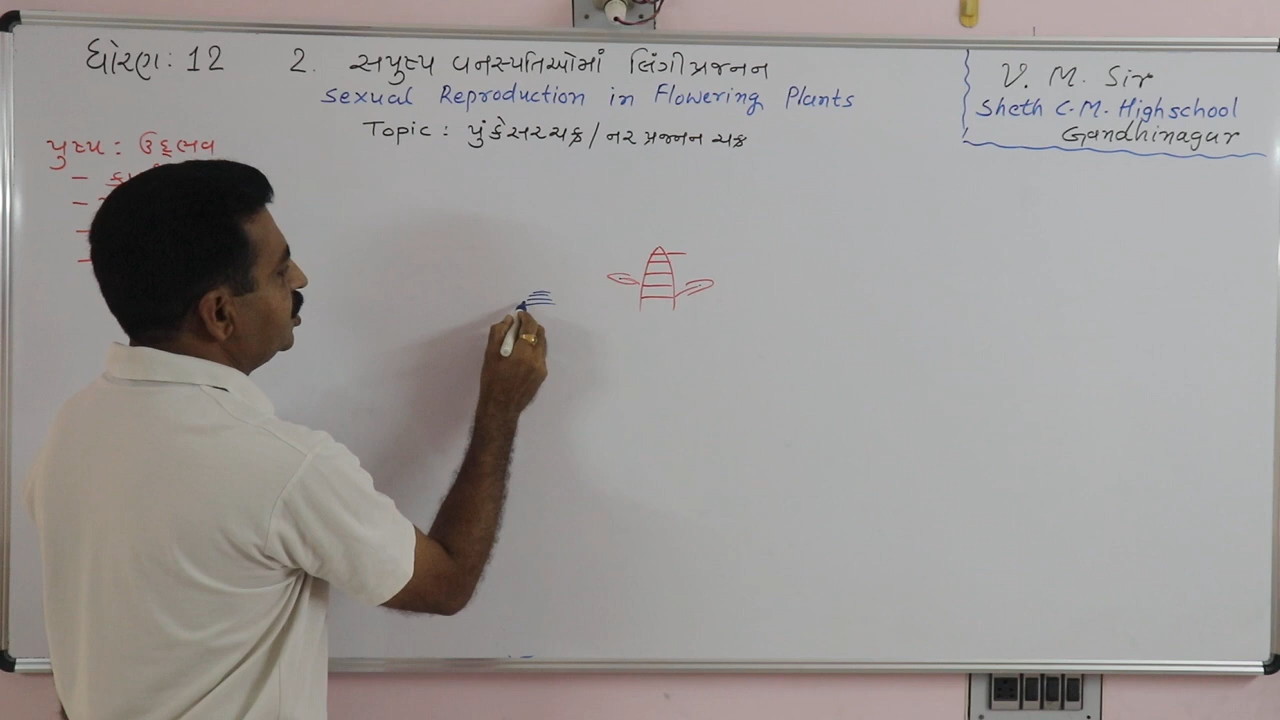 ધોરણ: 12
2. સપુષ્પ વનસ્પતિઓમાં લિંગીપ્રજનન
Sexual Reproduction in Flowering Plants
Topic: પુંકેસરચક્ર/નર પ્રજનન ચક્ર
V. M. Sir
Sheth C.M. Highschool
Gandhinagar
પુષ્પ: ઉદ્ભવ